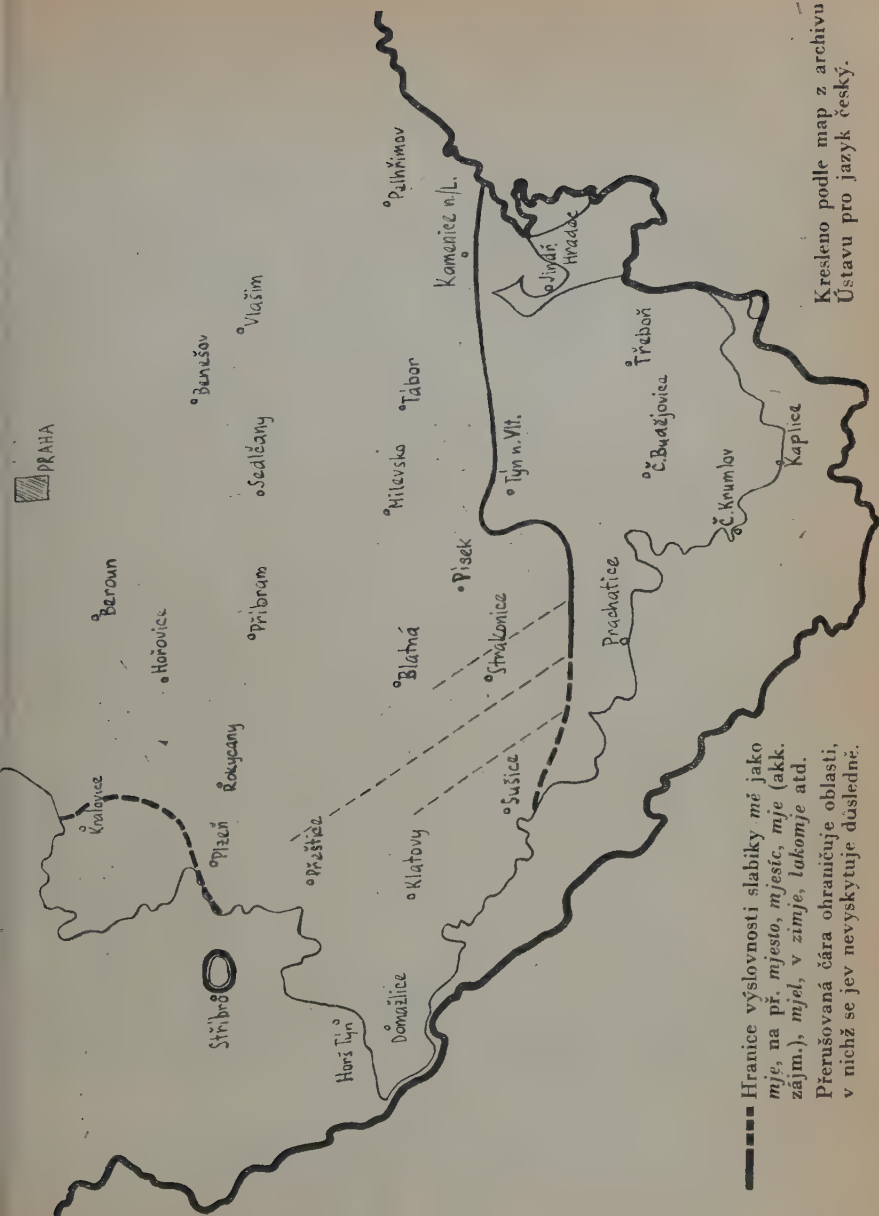 PRAHA
Kralovice
Beroun
Hořovice
Benešov
Stříbro
Plzeň
Rokycany
Příbram
Sedlčany
Vlašim
Přeštice
Horš Týn
Domažlice
Klatovy
Blatná
Milevsko
Tábor
Pelhřimov
Písek
Kamenice n/L.
Sušice
Strakonice
Týn n. Vlt.
Jindř.
Hradec
Prachatice
Č. Budějovice
Třeboň
Č. Krumlov
Kaplice
Hranice výslovnosti slabiky mě jako
mje, na př. mjesto, mjesíc, mje (akk.
zájm.), mjel, v zimje, lakomje atd.
Přerušovaná čára ohraničuje oblasti,
v nichž se jev nevyskytuje důsledně.
Kresleno podle map z archivu
Ústavu pro jazyk český.